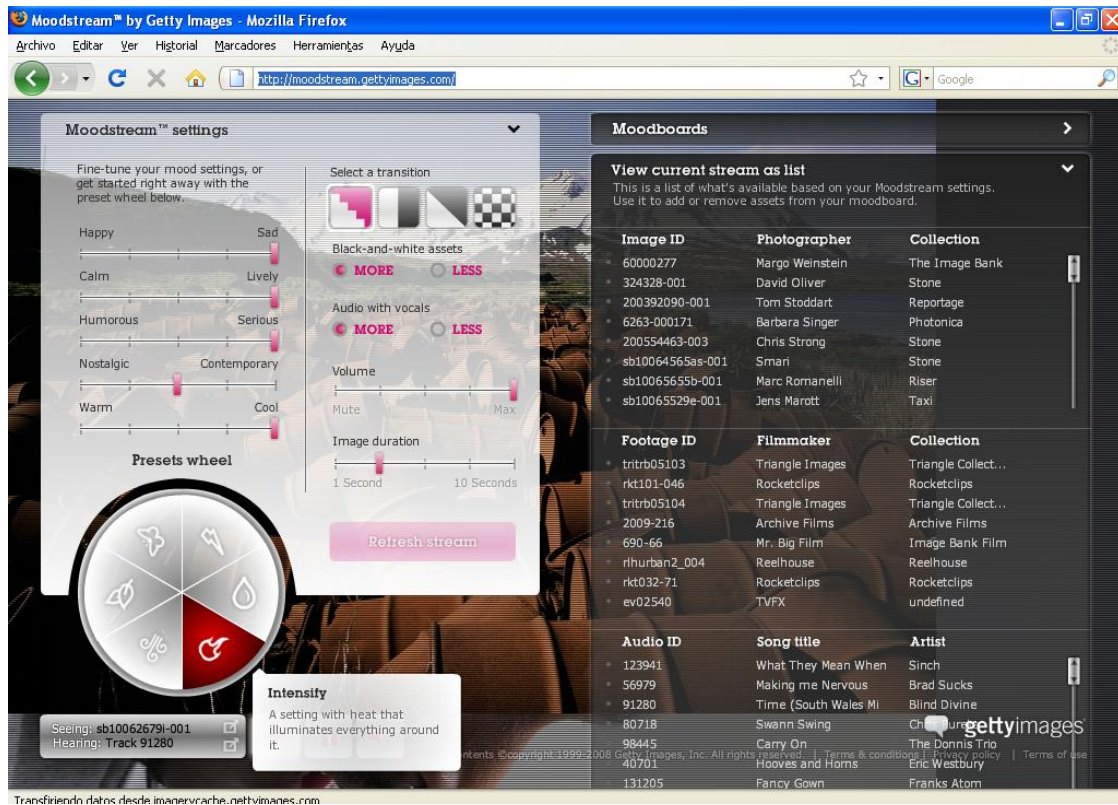 Moodstream™ by Getty Images - Mozilla Firefox
Archivo Editar Ver Historial Marcadores Herramientas Ayuda
http://moodstream.gettyimages.com/
G Google
Moodstream™ settings
Fine-tune your mood settings, or
get started right away with the
preset wheel below.
Happy Sad
Calm Lively
Humorous Serious
Nostalgic Contemporary
Warm Cool
Presets wheel
Select a transition
Black-and-white assets
MORE LESS
Audio with vocals
MORE LESS
Volume
Mute Max
Image duration
1 Second 10 Seconds
Refresh stream
Intensify
A setting with heat that
illuminates everything around
it.
Seeing: sb10062679i-001
Hearing: Track 91280
Moodboards
View current stream as list
This is a list of what's available based on your Moodstream settings.
Use it to add or remove assets from your moodboard.
Image ID Photographer Collection
60000277 Margo Weinstein The Image Bank
324328-001 David Oliver Stone
200392090-001 Tom Stoddart Reportage
6263-000171 Barbara Singer Photonica
200554463-003 Chris Strong Stone
sb10064565as-001 Smari Stone
sb10065655b-001 Marc Romanelli Riser
sb10065529e-001 Jens Marott Taxi
Footage ID Filmmaker Collection
tritrb05103 Triangle Images Triangle Collect...
rkt101-046 Rocketclips Rocketclips
tritrb05104 Triangle Images Triangle Collect...
2009-216 Archive Films Archive Films
690-66 Mr. Big Film Image Bank Film
rlhurban2_004 Reelhouse Reelhouse
rkt032-71 Rocketclips Rocketclips
ev02540 TVFX undefined
Audio ID Song title Artist
123941 What They Mean When Sinch
56979 Making me Nervous Brad Sucks
91280 Time (South Wales Mi Blind Divine
80718 Swann Swing
98445 Carry On The Donnis Trio
40701 Hooves and Horns Eric Westbury
131205 Fancy Gown Franks Atom
gettyimages
contents ©copyright 1999-2008 Getty Images, Inc. All rights reserved. | Terms & conditions | Privacy policy | Terms of use
Transfiriendo datos desde imagerycache.gettyimages.com